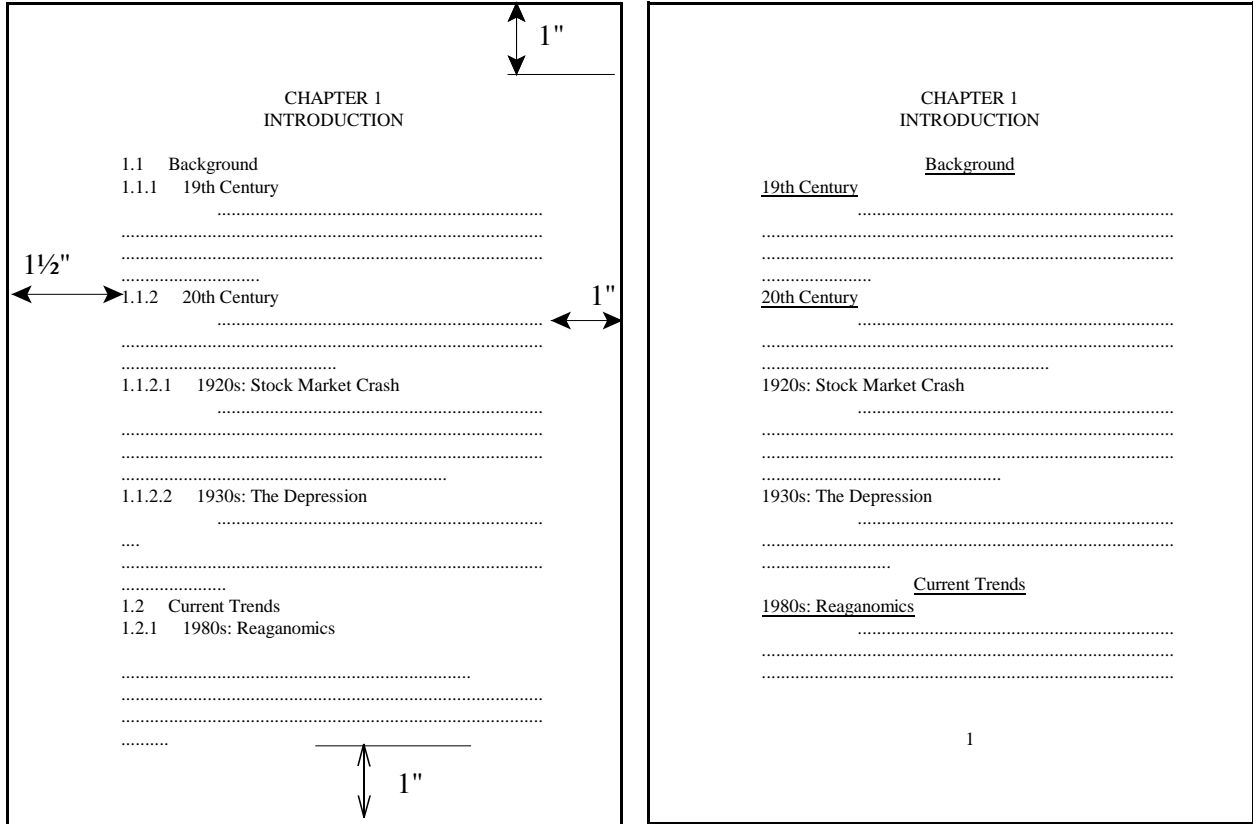 1"
CHAPTER 1
INTRODUCTION
1.1 Background
1.1.1 19th Century
.....................................................................
..........................................................................................
..........................................................................................
.............................
1½"
1.1.2 20th Century
1"
.....................................................................
..........................................................................................
..............................................
1.1.2.1 1920s: Stock Market Crash
.....................................................................
..........................................................................................
..........................................................................................
.....................................................................
1.1.2.2 1930s: The Depression
.....................................................................
....
..........................................................................................
......................
1.2 Current Trends
1.2.1 1980s: Reaganomics
..........................................................................
..........................................................................................
..........................................................................................
..........
1"
CHAPTER 1
INTRODUCTION
Background
19th Century
...................................................................
........................................................................................
........................................................................................
.......................
20th Century
...................................................................
........................................................................................
.............................................................
1920s: Stock Market Crash
...................................................................
........................................................................................
........................................................................................
...................................................
1930s: The Depression
...................................................................
........................................................................................
...........................
Current Trends
1980s: Reaganomics
...................................................................
........................................................................................
........................................................................................
1